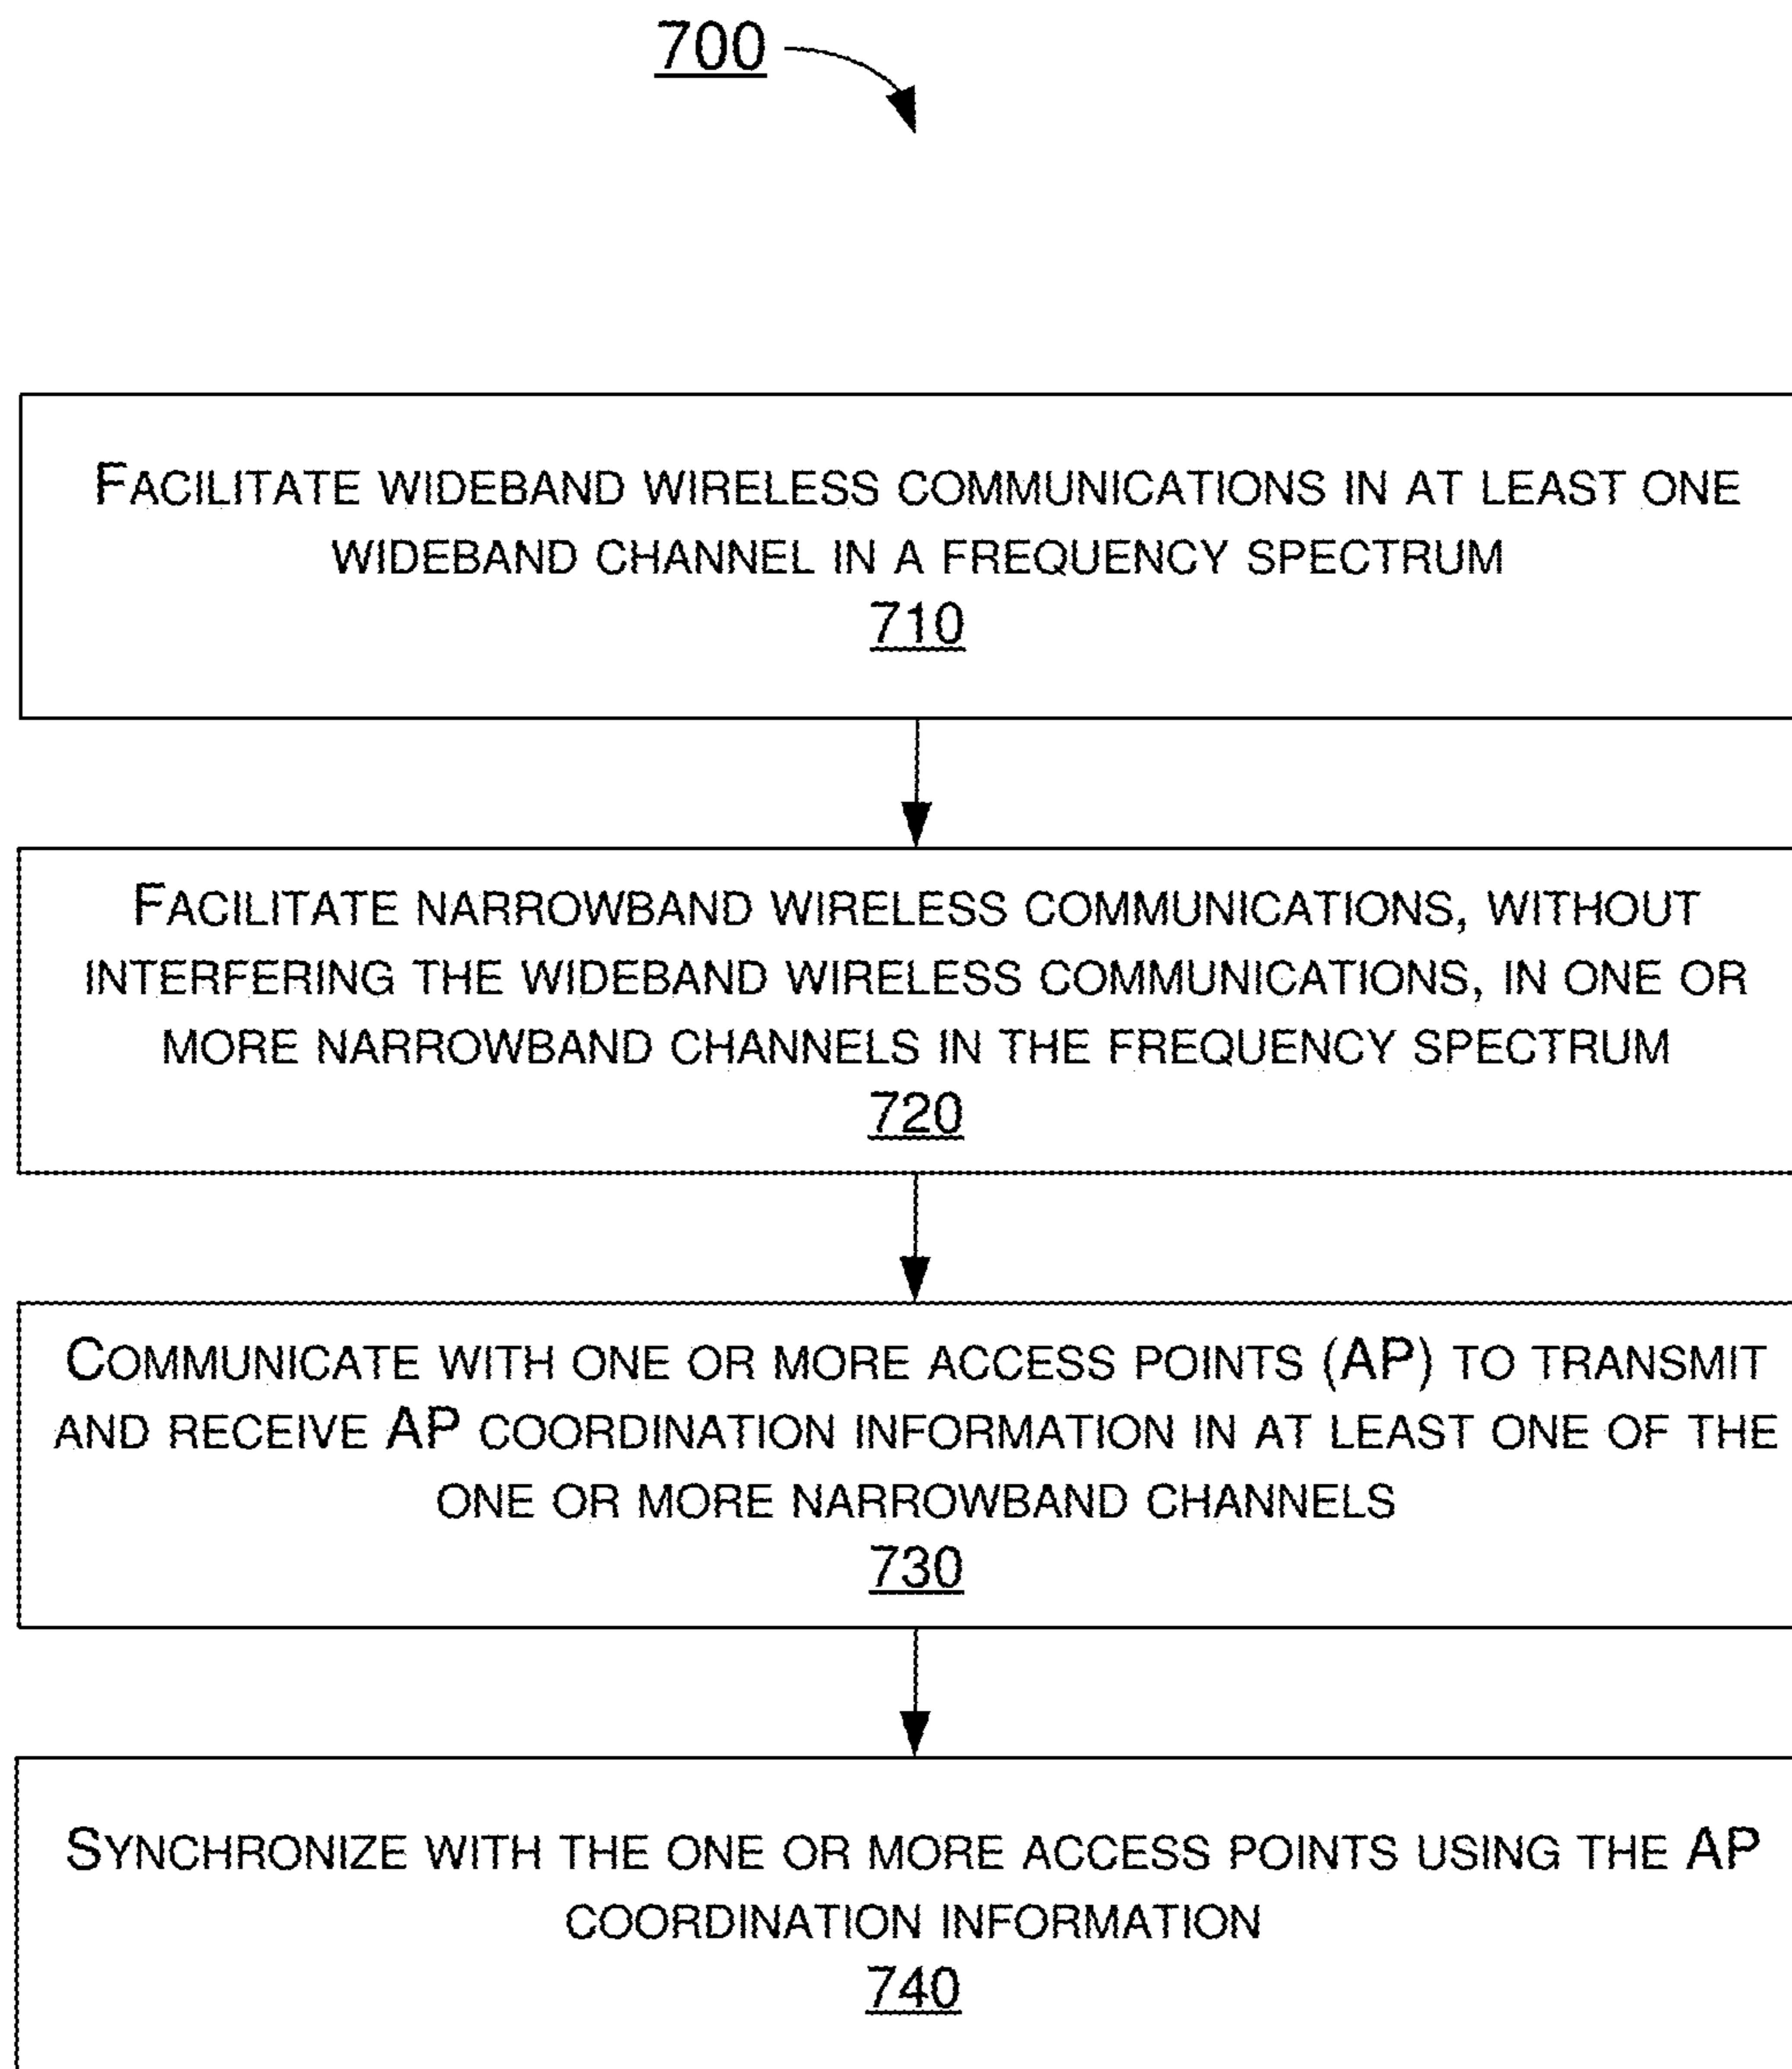 700
FACILITATE WIDEBAND WIRELESS COMMUNICATIONS IN AT LEAST ONE
WIDEBAND CHANNEL IN A FREQUENCY SPECTRUM
710
FACILITATE NARROWBAND WIRELESS COMMUNICATIONS, WITHOUT
INTERFERING THE WIDEBAND WIRELESS COMMUNICATIONS, IN ONE OR
MORE NARROWBAND CHANNELS IN THE FREQUENCY SPECTRUM
720
COMMUNICATE WITH ONE OR MORE ACCESS POINTS (AP) TO TRANSMIT
AND RECEIVE AP COORDINATION INFORMATION IN AT LEAST ONE OF THE
ONE OR MORE NARROWBAND CHANNELS
730
SYNCHRONIZE WITH THE ONE OR MORE ACCESS POINTS USING THE AP
COORDINATION INFORMATION
740